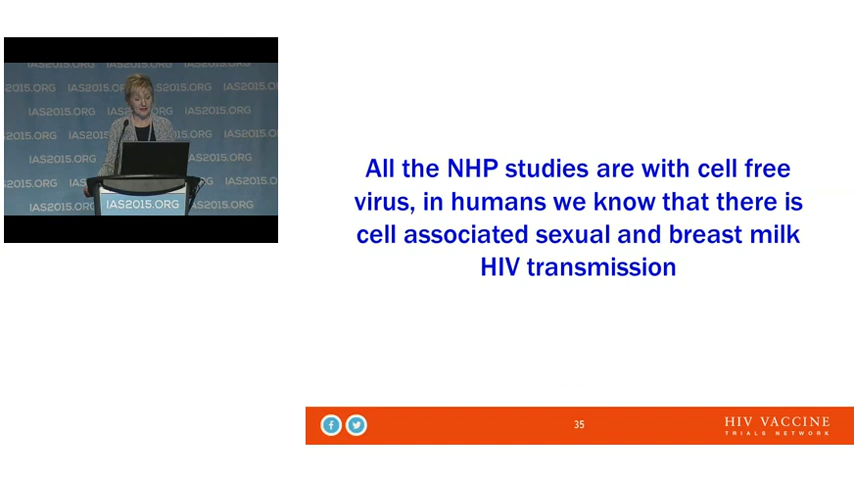 IAS2015.ORG
All the NHP studies are with cell free
virus, in humans we know that there is
cell associated sexual and breast milk
HIV transmission
35
HIV VACCINE
TRIALS NETWORK